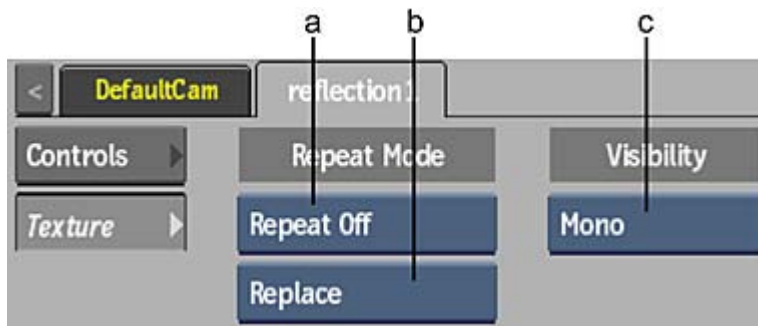 a b c
< DefaultCam reflection1
Controls Repeat Mode Visibility
Texture Repeat Off Mono
Replace